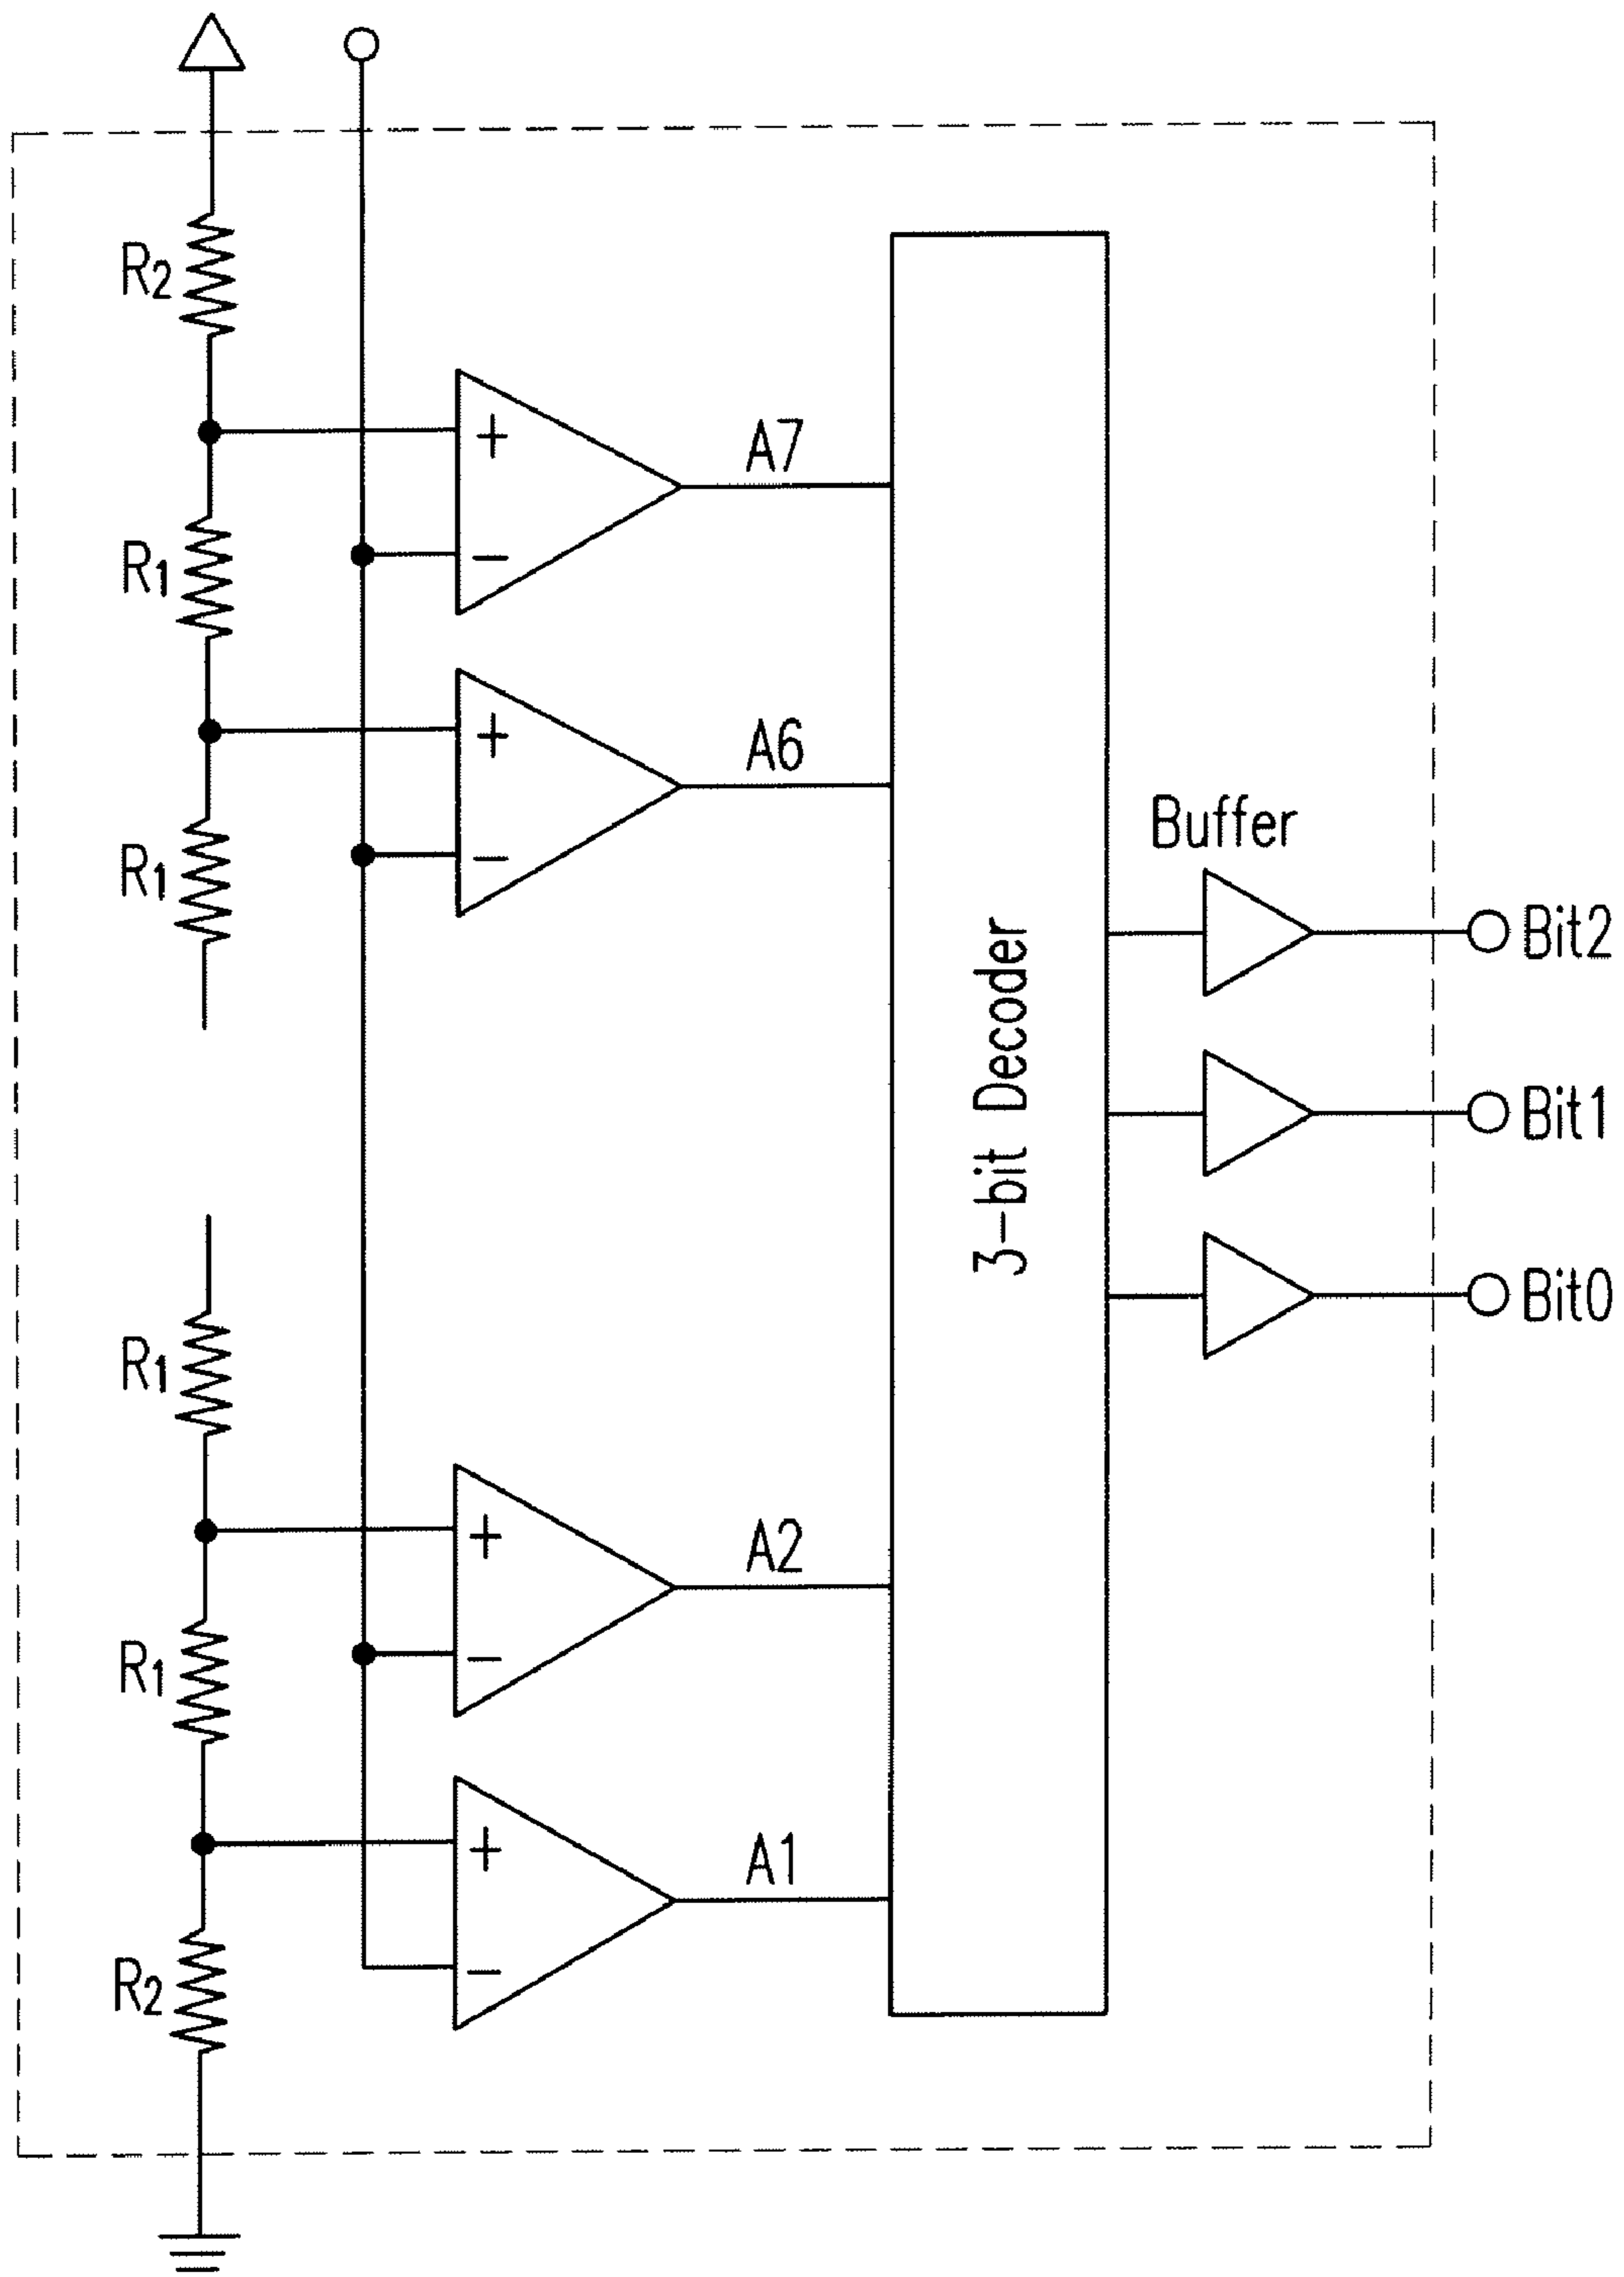 R2
+
A7
R1
−
+
A6
R1
−
Buffer
Bit2
3-bit Decoder
Bit1
Bit0
R1
+
A2
R1
−
+
A1
R2
−